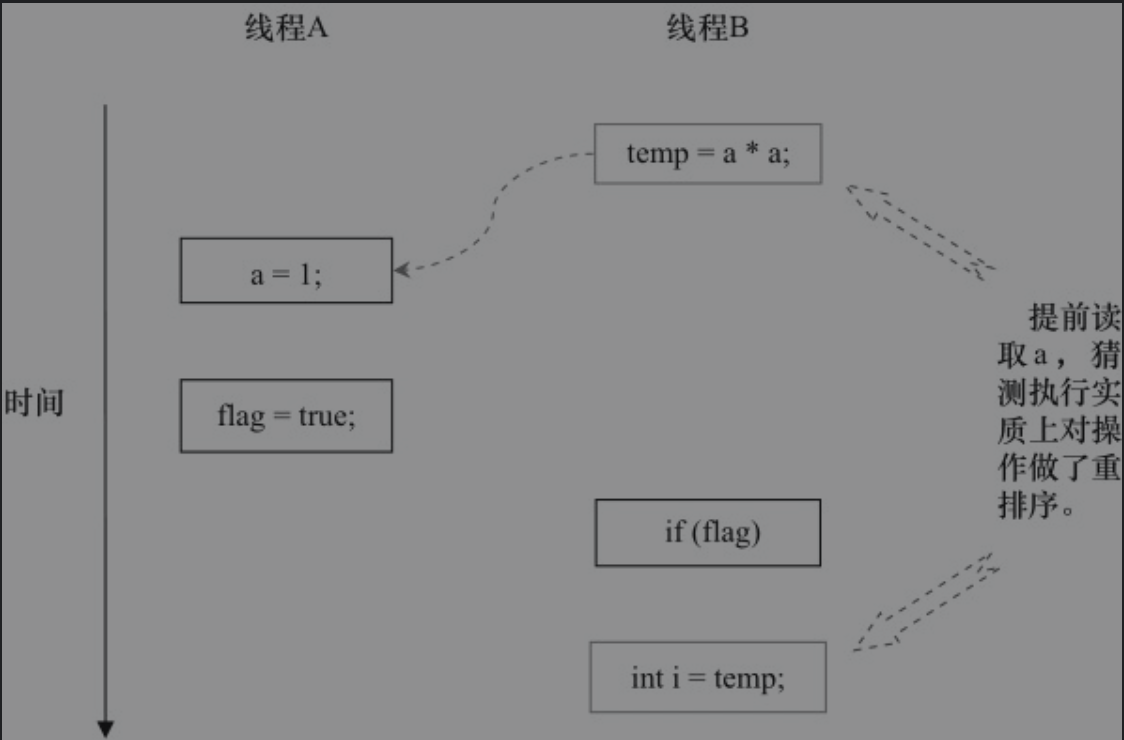 线程A
线程B
temp = a * a;
a = 1;
提前读
取 a ，猜
测执行实
质上对操
作做了重
排序。
时间
flag = true;
if (flag)
int i = temp;